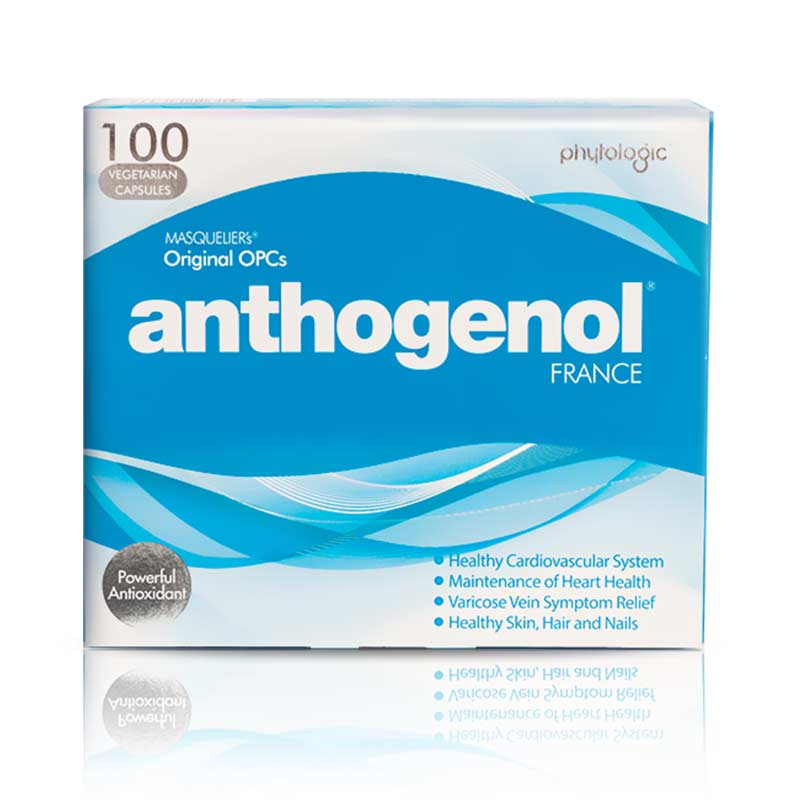 100
VEGETARIAN
CAPSULES
phytologic
MASQUELIER's®
Original OPCs
anthogenol®
FRANCE
Powerful
Antioxidant
• Healthy Cardiovascular System
• Maintenance of Heart Health
• Varicose Vein Symptom Relief
• Healthy Skin, Hair and Nails